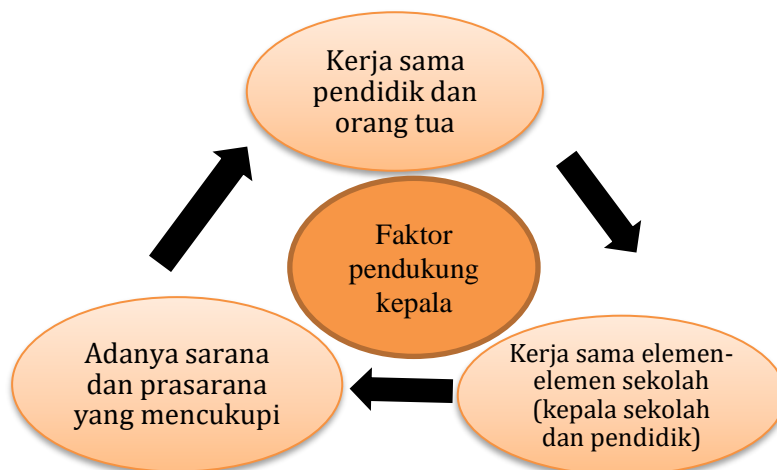 Kerja sama
pendidik dan
orang tua
Faktor
pendukung
kepala
Adanya sarana
dan prasarana
yang mencukupi
Kerja sama elemen-
elemen sekolah
(kepala sekolah
dan pendidik)